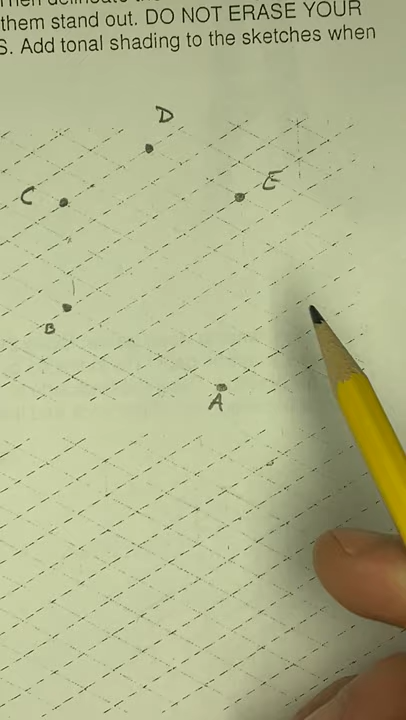 them stand out. DO NOT ERASE YOUR
S. Add tonal shading to the sketches when
D
C
E
B
A